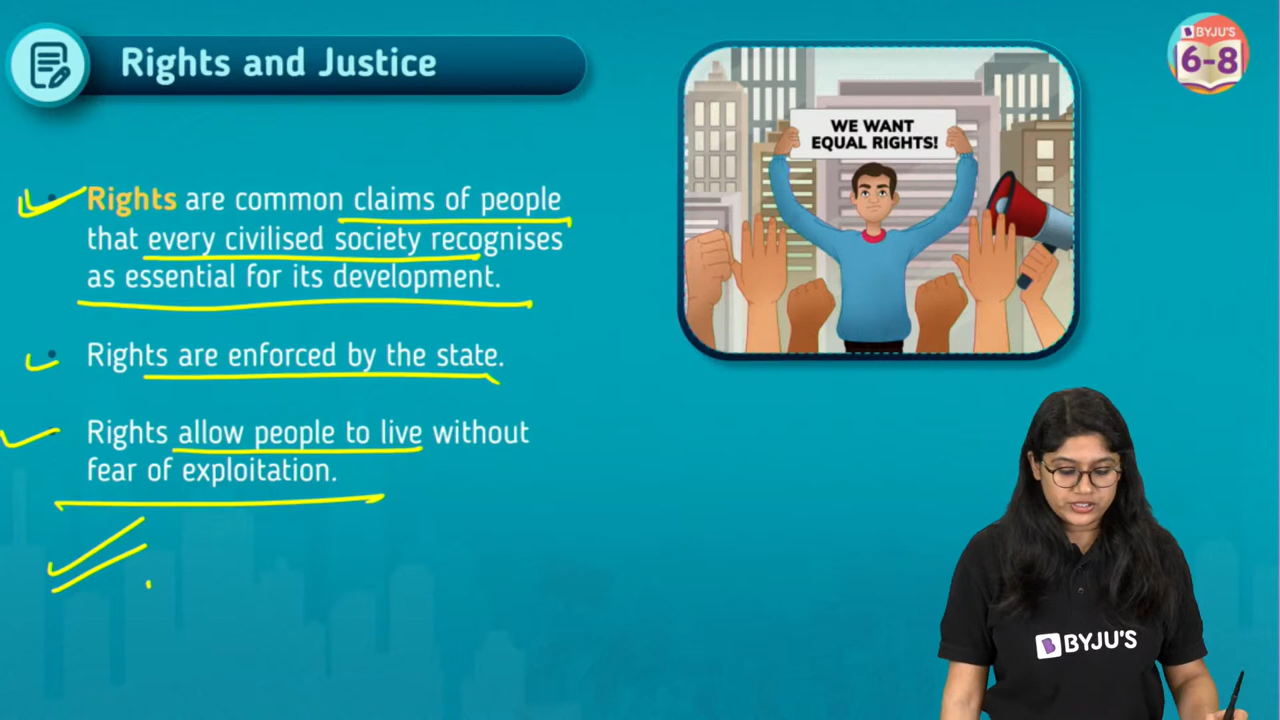 Rights and Justice
BYJU'S
6-8
WE WANT
EQUAL RIGHTS!
Rights are common claims of people
that every civilised society recognises
as essential for its development.
Rights are enforced by the state.
Rights allow people to live without
fear of exploitation.
BYJU'S